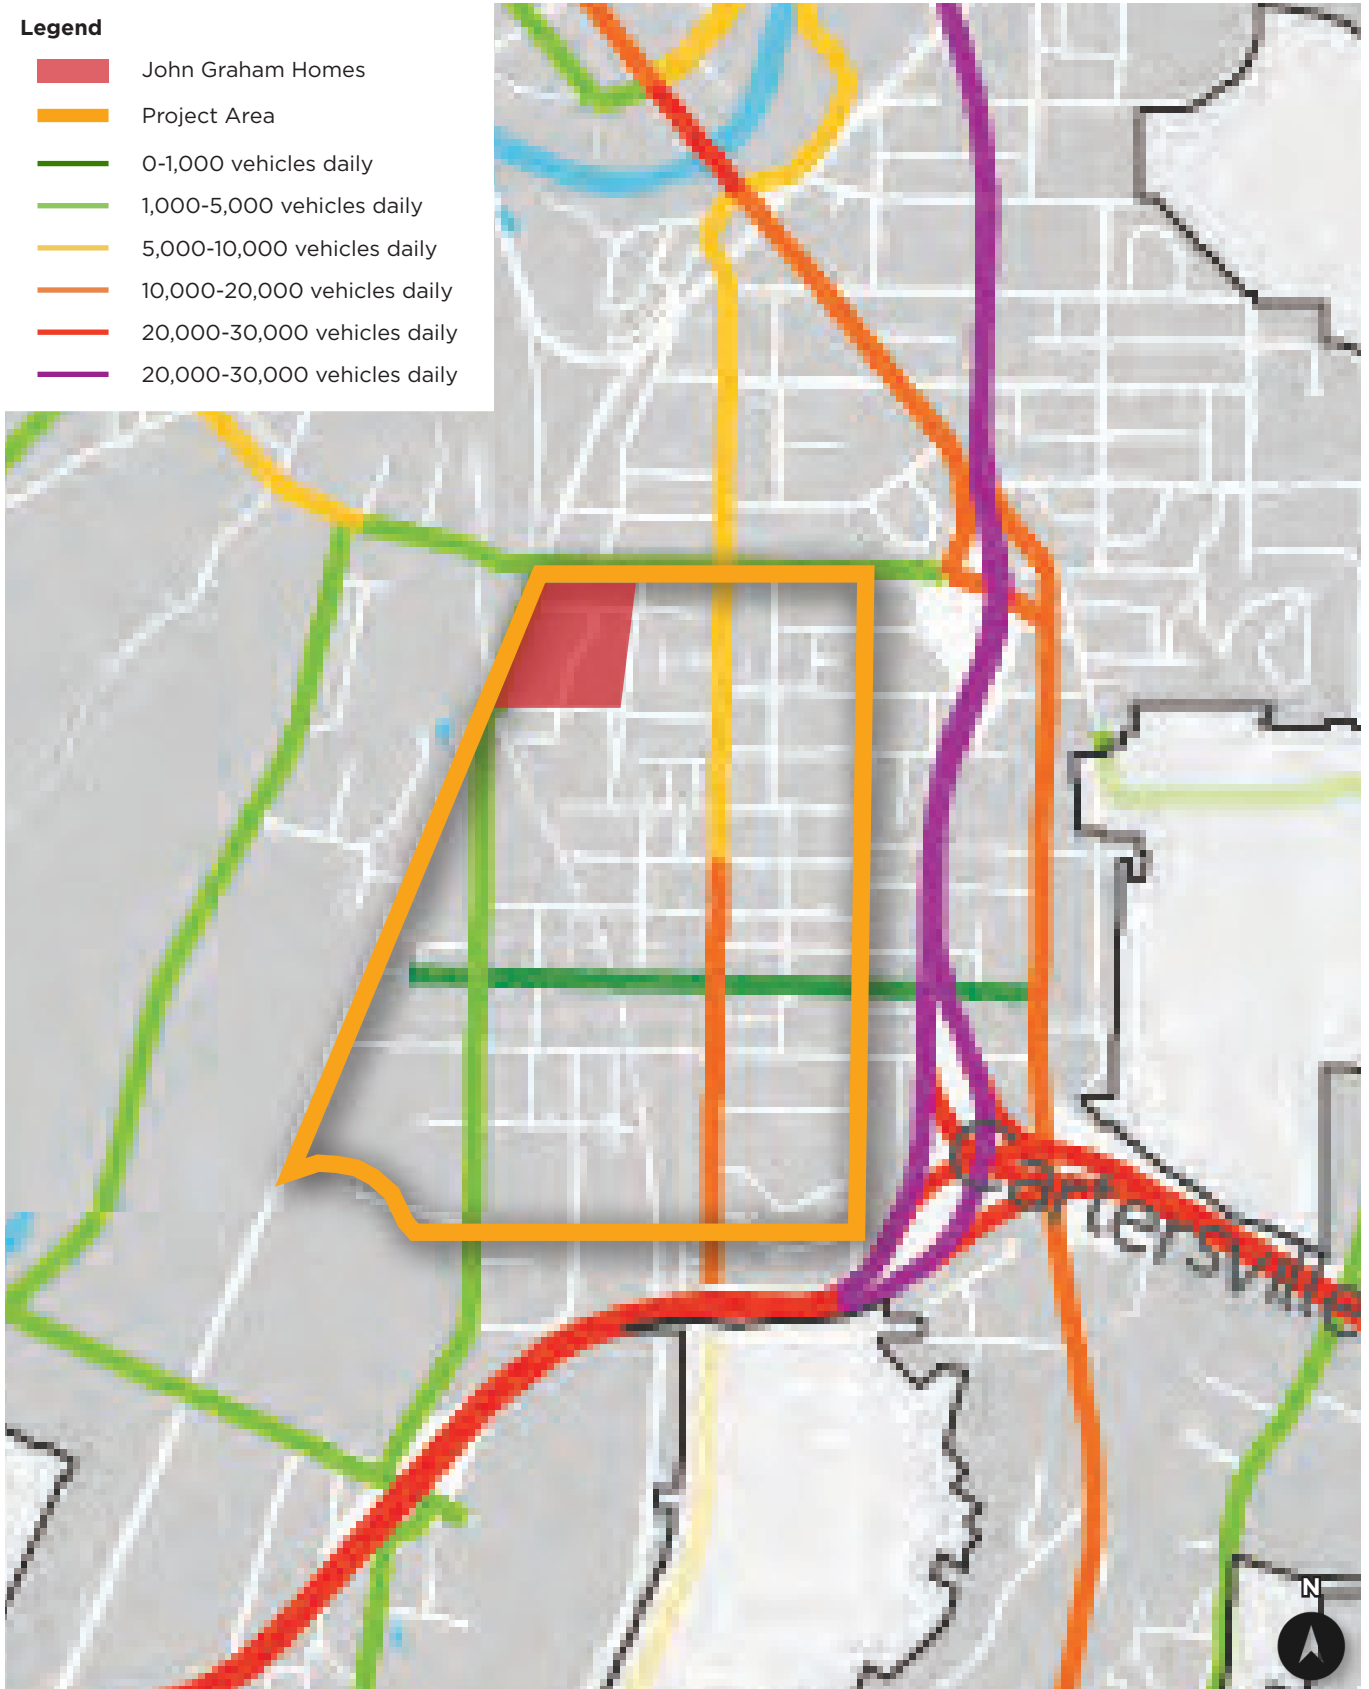 Legend
John Graham Homes
Project Area
0-1,000 vehicles daily
1,000-5,000 vehicles daily
5,000-10,000 vehicles daily
10,000-20,000 vehicles daily
20,000-30,000 vehicles daily
20,000-30,000 vehicles daily
Cartersville
N